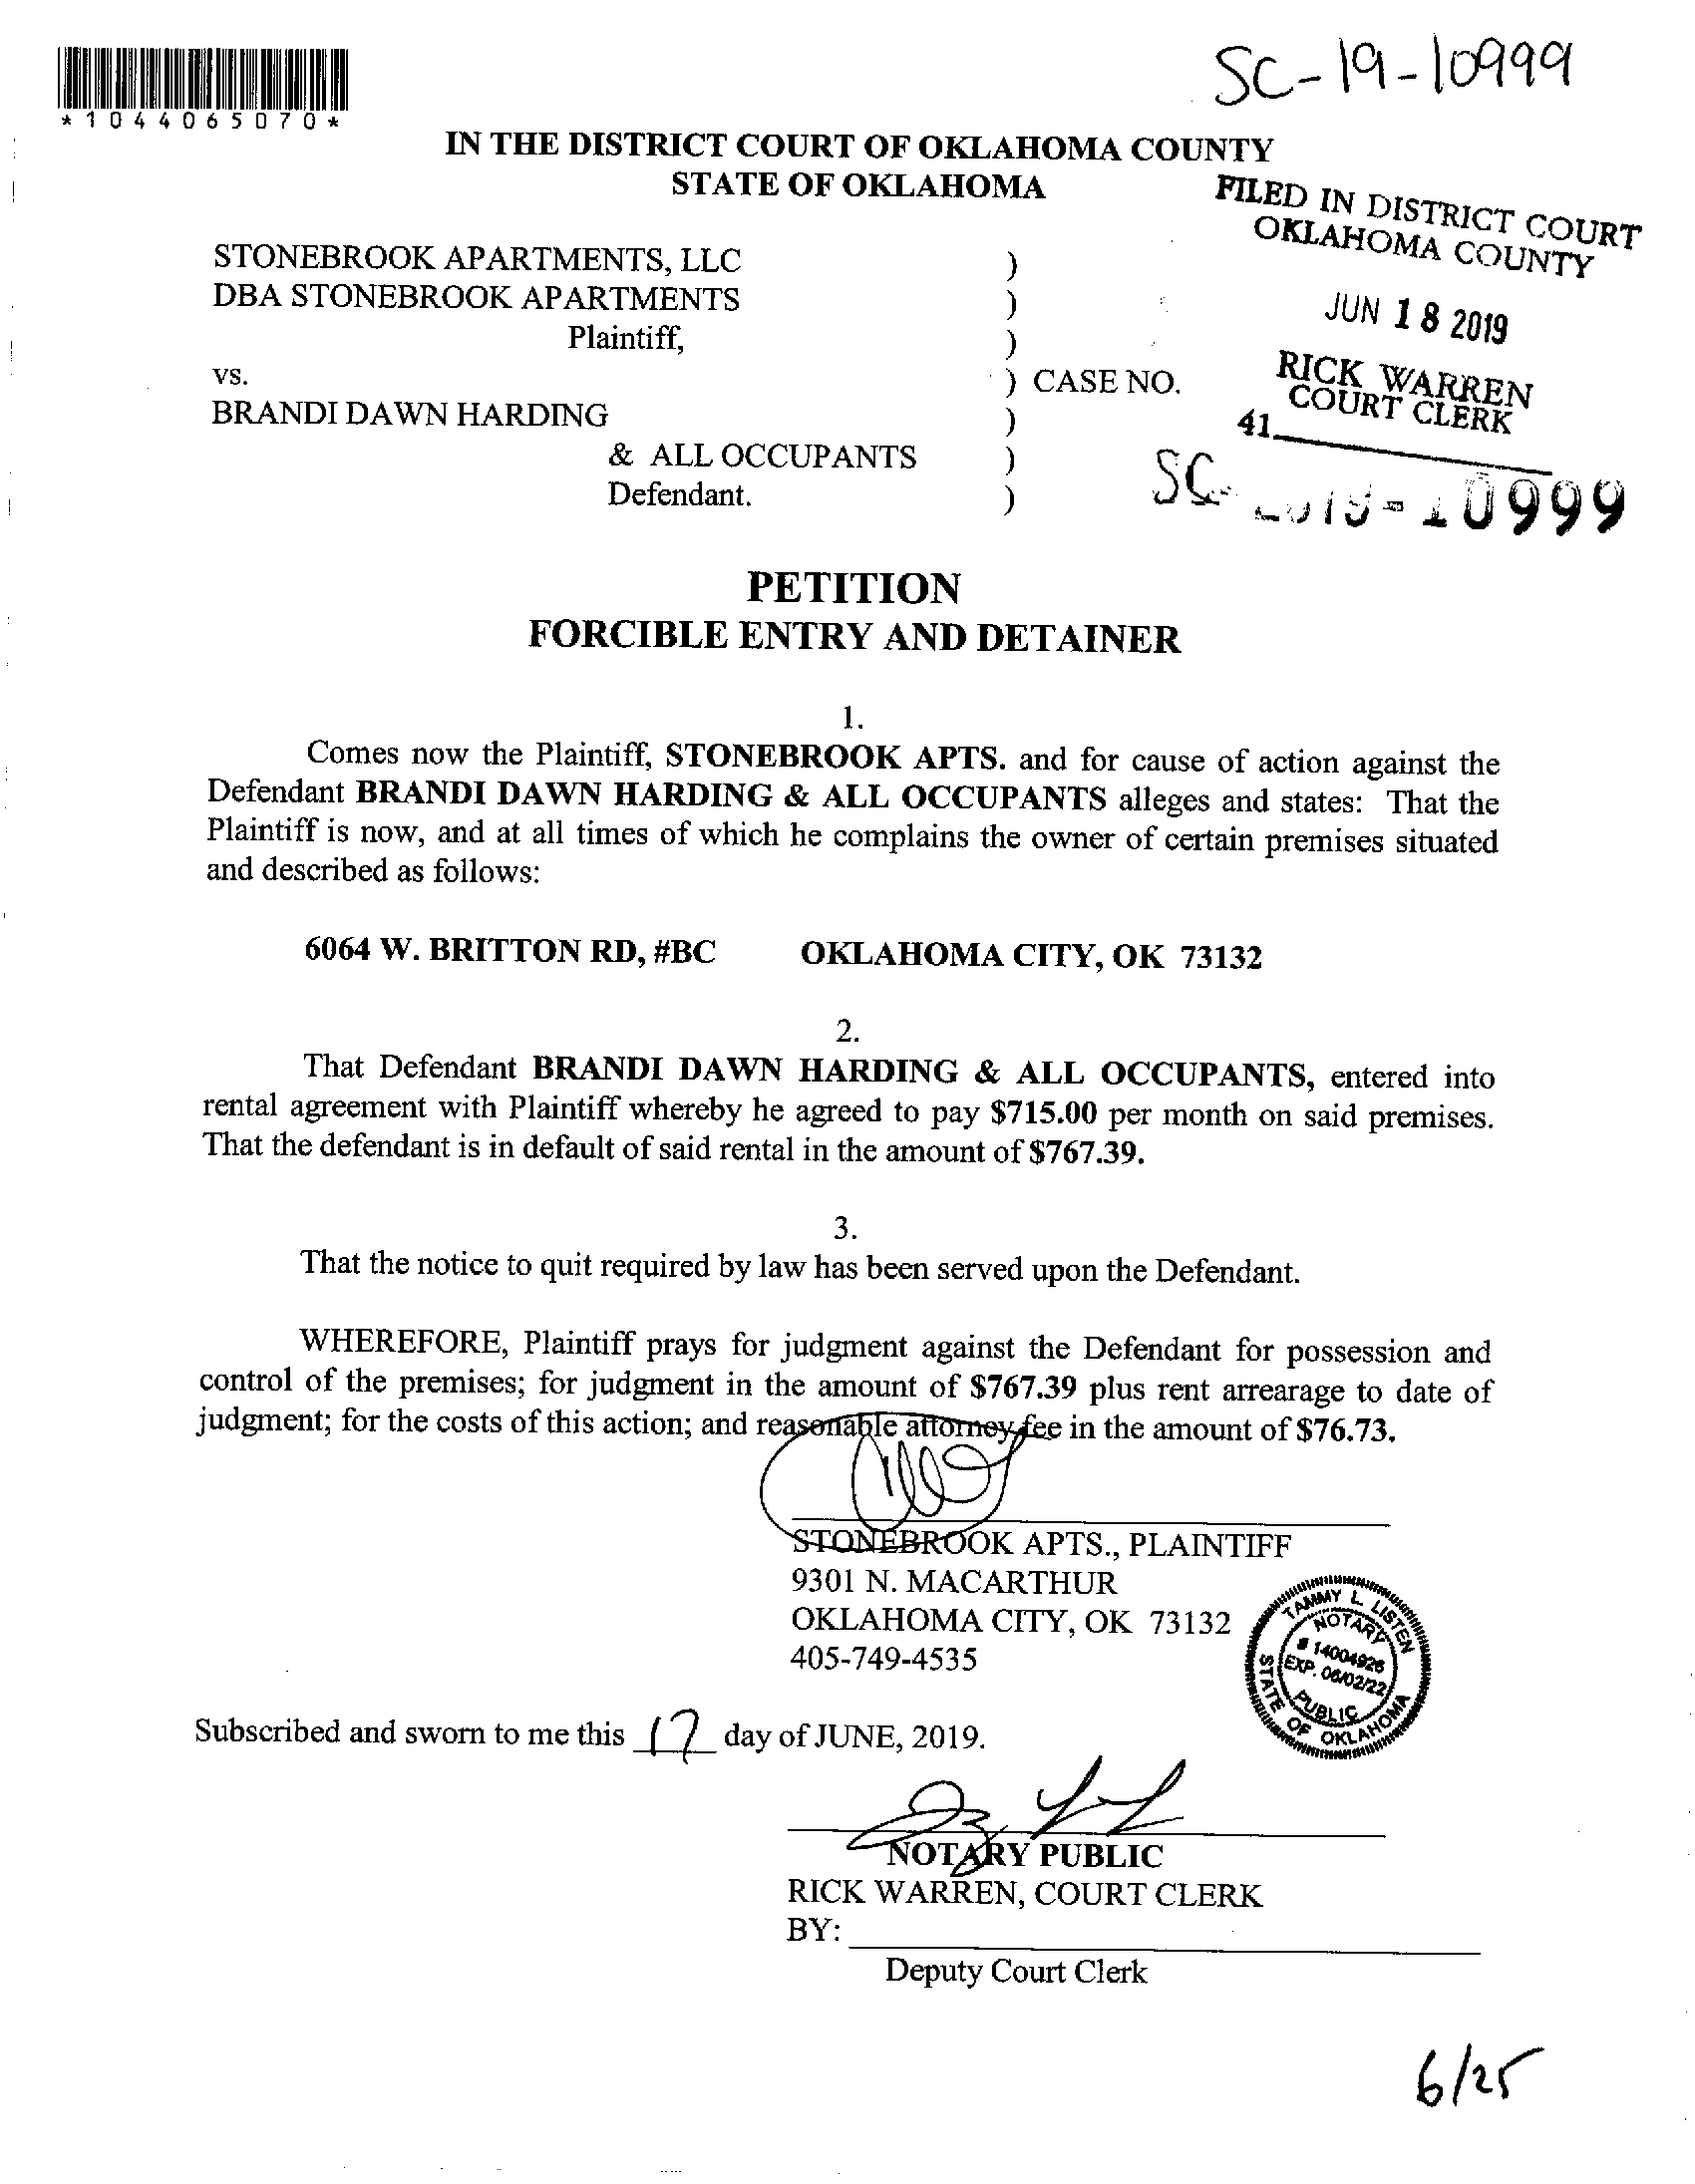 SC-19-10999
*1044065070*
IN THE DISTRICT COURT OF OKLAHOMA COUNTY
STATE OF OKLAHOMA
FILED IN DISTRICT COURT
OKLAHOMA COUNTY
JUN 18 2019
RICK WARREN
COURT CLERK
41
STONEBROOK APARTMENTS, LLC )
DBA STONEBROOK APARTMENTS )
Plaintiff, )
vs. ) CASE NO.
BRANDI DAWN HARDING )
& ALL OCCUPANTS )
Defendant. )
SC-2019-10999
PETITION
FORCIBLE ENTRY AND DETAINER
1.
Comes now the Plaintiff, STONEBROOK APTS. and for cause of action against the
Defendant BRANDI DAWN HARDING & ALL OCCUPANTS alleges and states: That the
Plaintiff is now, and at all times of which he complains the owner of certain premises situated
and described as follows:
6064 W. BRITTON RD, #BC OKLAHOMA CITY, OK 73132
2.
That Defendant BRANDI DAWN HARDING & ALL OCCUPANTS, entered into
rental agreement with Plaintiff whereby he agreed to pay $715.00 per month on said premises.
That the defendant is in default of said rental in the amount of $767.39.
3.
That the notice to quit required by law has been served upon the Defendant.
WHEREFORE, Plaintiff prays for judgment against the Defendant for possession and
control of the premises; for judgment in the amount of $767.39 plus rent arrearage to date of
judgment; for the costs of this action; and reasonable attorney fee in the amount of $76.73.
STONEBROOK APTS., PLAINTIFF
9301 N. MACARTHUR
OKLAHOMA CITY, OK 73132
405-749-4535
TAMMY L. LISTEN
NOTARY
# 14004926
EXP. 06/02/22
PUBLIC
STATE OF OKLAHOMA
Subscribed and sworn to me this 17 day of JUNE, 2019.
NOTARY PUBLIC
RICK WARREN, COURT CLERK
BY:
Deputy Court Clerk
6/25